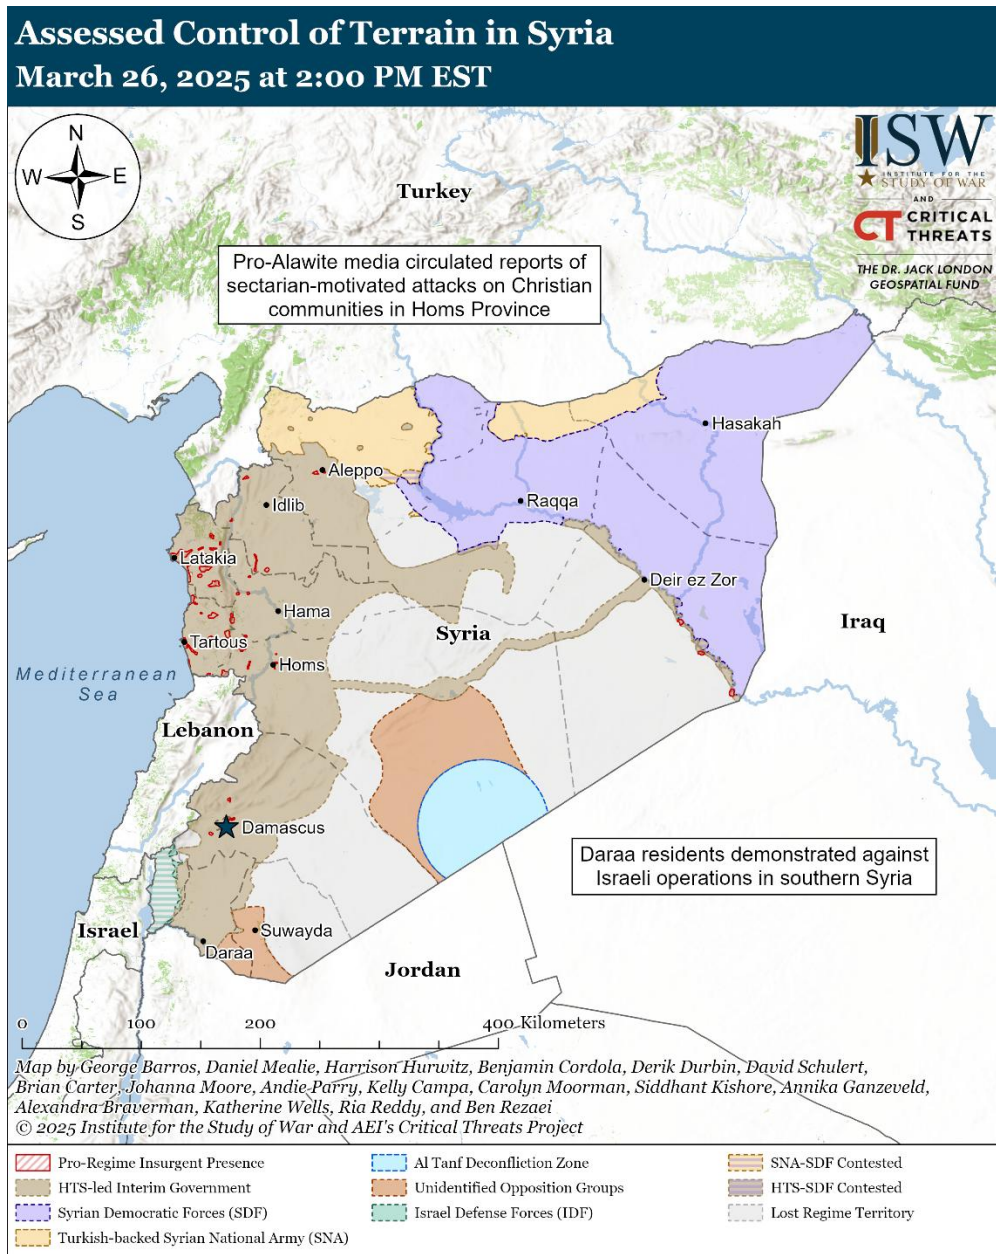 Assessed Control of Terrain in Syria
March 26, 2025 at 2:00 PM EST
N
W
E
S
ISW
INSTITUTE FOR THE
STUDY OF WAR
AND
CT CRITICAL
THREATS
THE DR. JACK LONDON
GEOSPATIAL FUND
Turkey
Pro-Alawite media circulated reports of
sectarian-motivated attacks on Christian
communities in Homs Province
Hasakah
Aleppo
Raqqa
Idlib
Latakia
Deir ez Zor
Hama
Iraq
Syria
Tartous
Homs
Mediterranean
Sea
Lebanon
Damascus
Daraa residents demonstrated against
Israeli operations in southern Syria
Israel
Suwayda
Daraa
Jordan
0 100 200 400 Kilometers
Map by George Barros, Daniel Mealie, Harrison Hurwitz, Benjamin Cordola, Derik Durbin, David Schulert,
Brian Carter, Johanna Moore, Andie Parry, Kelly Campa, Carolyn Moorman, Siddhant Kishore, Annika Ganzeveld,
Alexandra Braverman, Katherine Wells, Ria Reddy, and Ben Rezaei
© 2025 Institute for the Study of War and AEI's Critical Threats Project
Pro-Regime Insurgent Presence
HTS-led Interim Government
Syrian Democratic Forces (SDF)
Turkish-backed Syrian National Army (SNA)
Al Tanf Deconfliction Zone
Unidentified Opposition Groups
Israel Defense Forces (IDF)
SNA-SDF Contested
HTS-SDF Contested
Lost Regime Territory